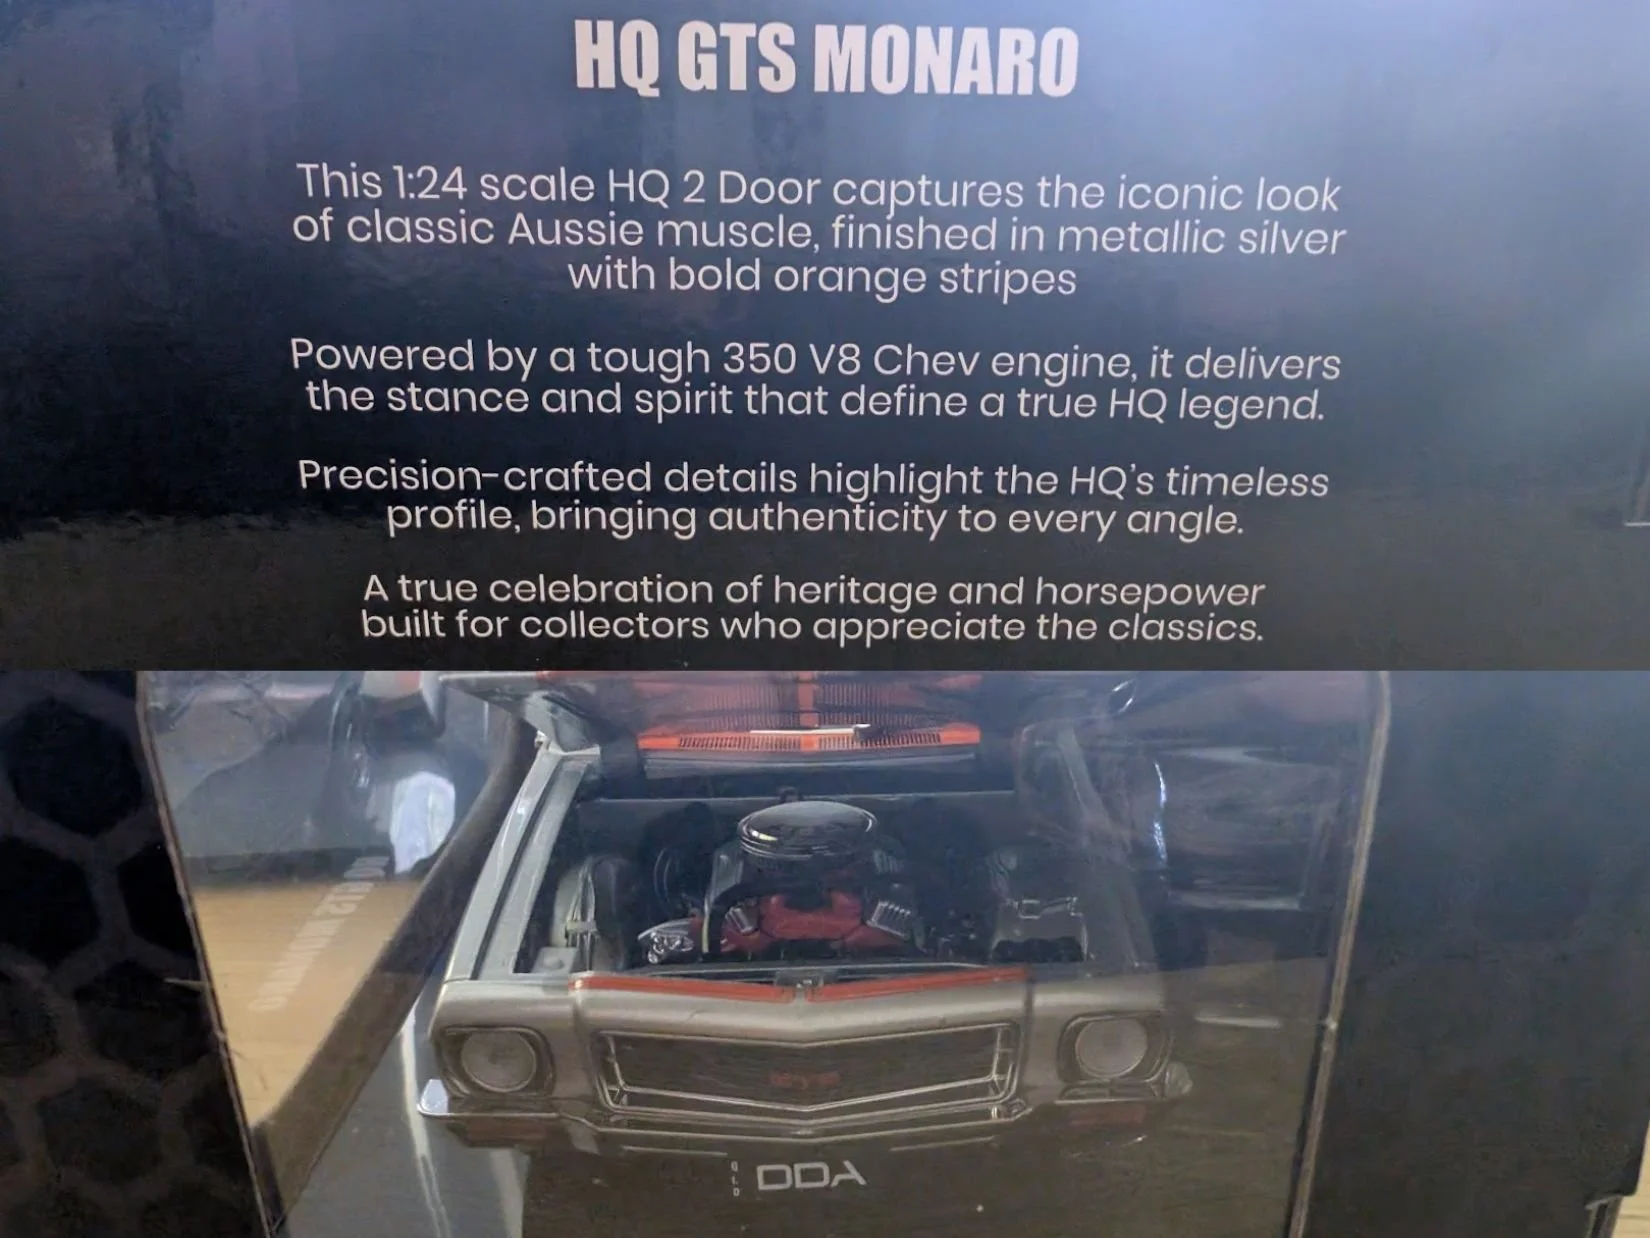 HQ GTS MONARO
This 1:24 scale HQ 2 Door captures the iconic look
of classic Aussie muscle, finished in metallic silver
with bold orange stripes
Powered by a tough 350 V8 Chev engine, it delivers
the stance and spirit that define a true HQ legend.
Precision-crafted details highlight the HQ's timeless
profile, bringing authenticity to every angle.
A true celebration of heritage and horsepower
built for collectors who appreciate the classics.
QLD DDA